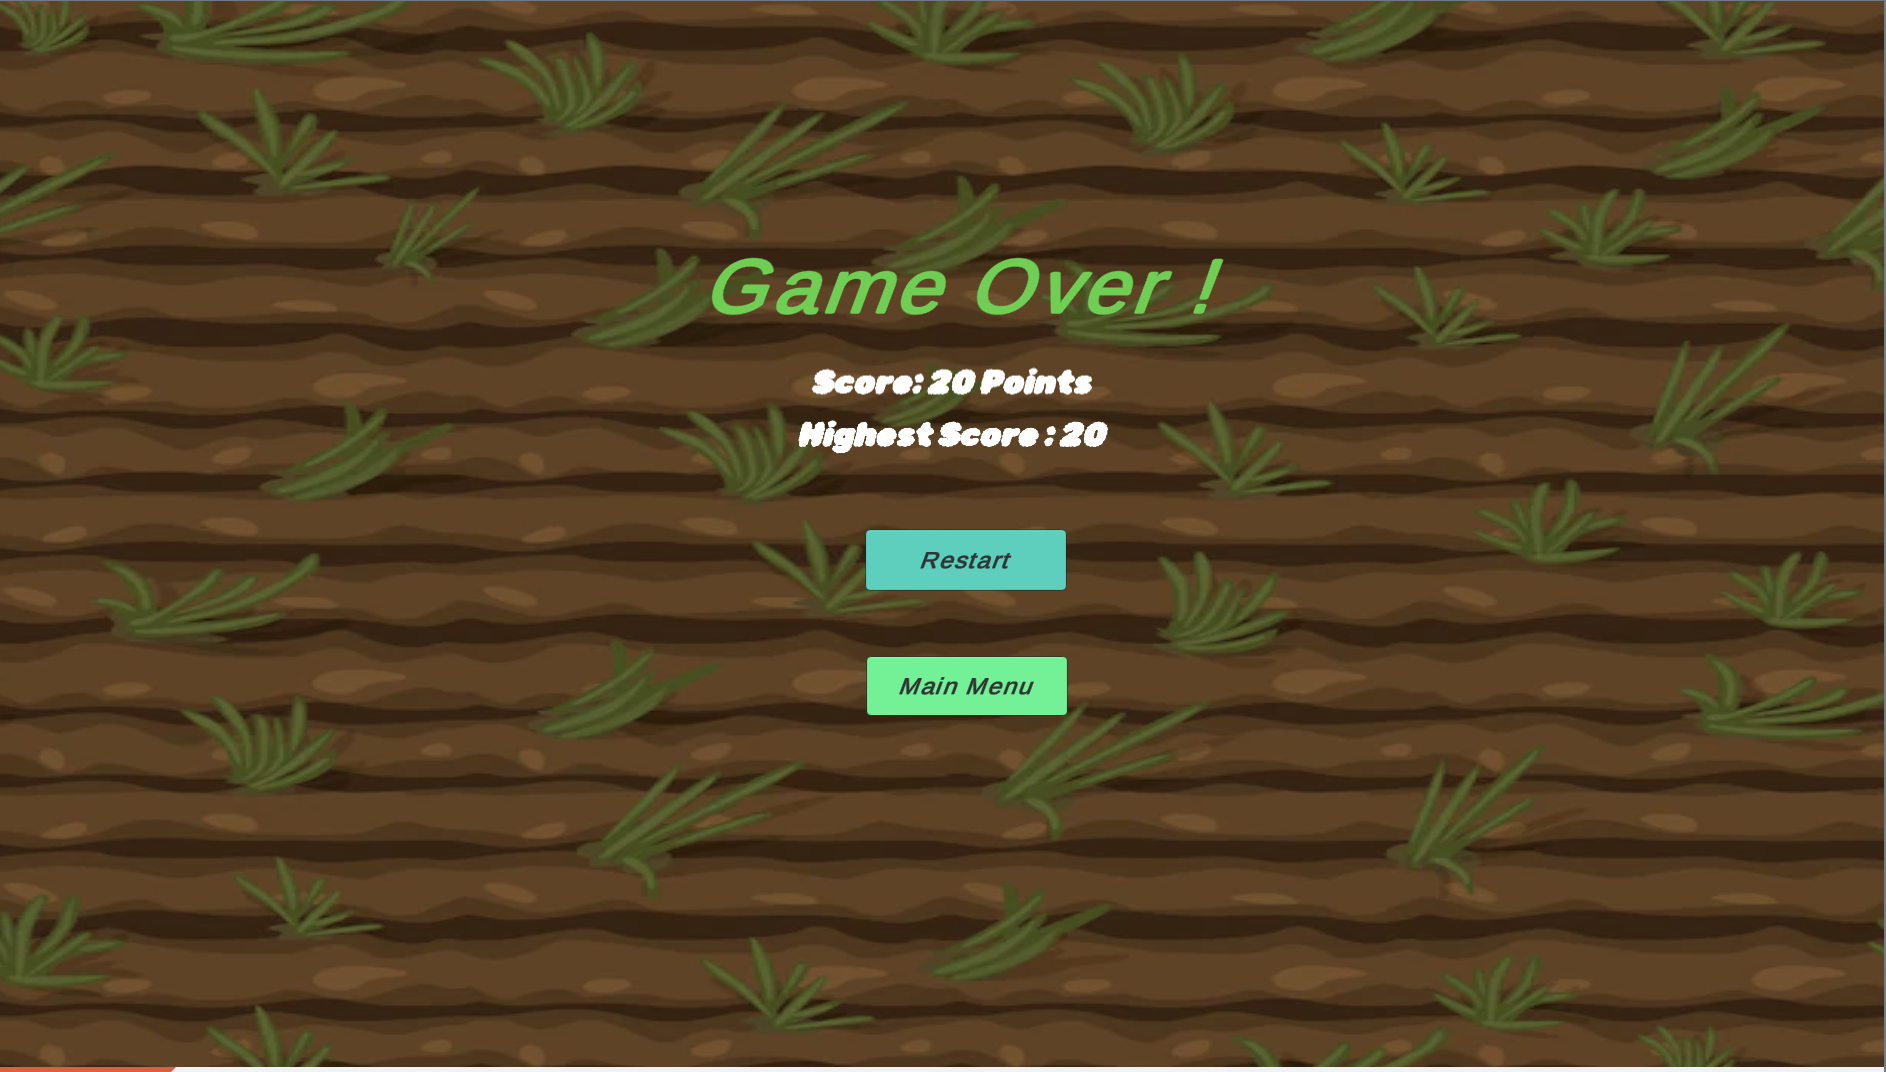 Game Over !
Score: 20 Points
Highest Score : 20
Restart
Main Menu